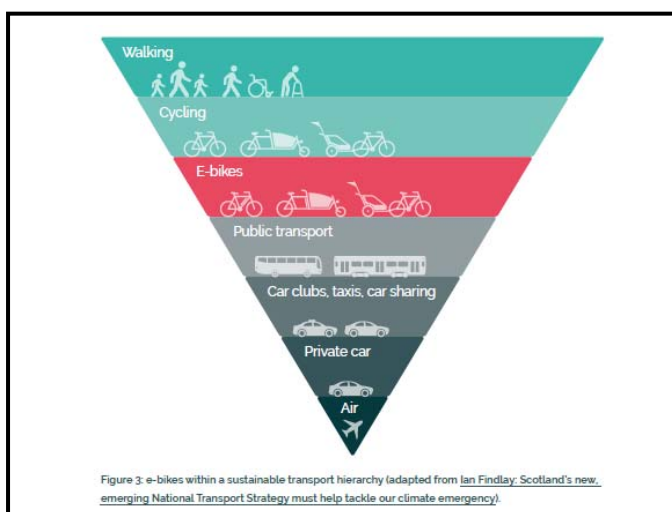 Walking
Cycling
E-bikes
Public transport
Car clubs, taxis, car sharing
Private car
Air
Figure 3: e-bikes within a sustainable transport hierarchy (adapted from Ian Findlay: Scotland's new,
emerging National Transport Strategy must help tackle our climate emergency).